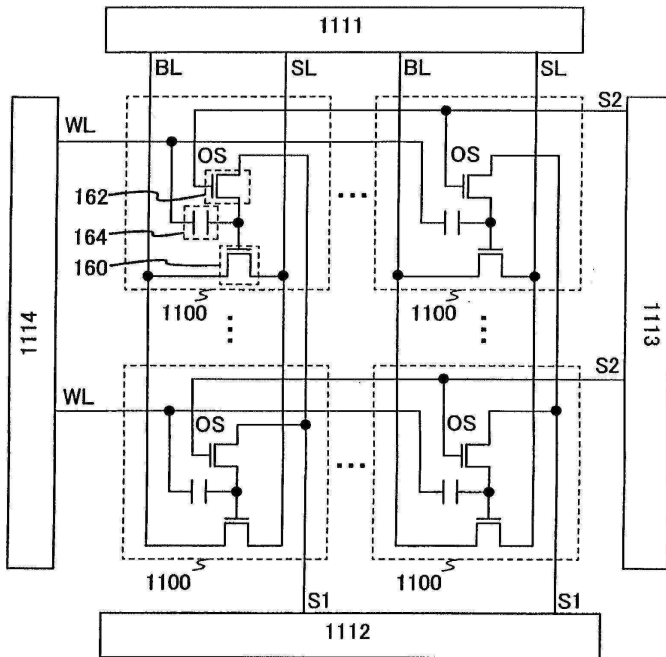 1111
BL SL BL SL
S2
WL
OS OS
162
164
160
1100 1100
1114
1113
S2
WL
OS OS
1100 1100
S1 S1
1112